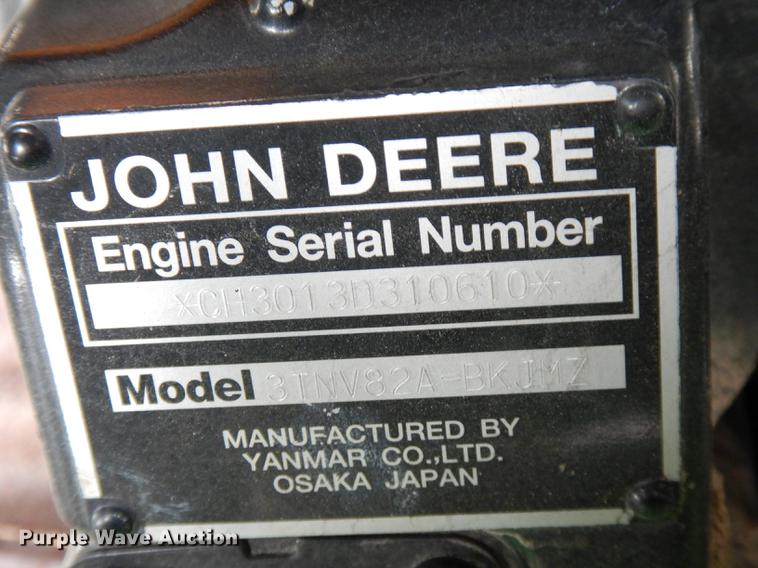 JOHN DEERE
Engine Serial Number
*CH3013D310610*
Model 3TNV82A-BKJMZ
MANUFACTURED BY
YANMAR CO.,LTD.
OSAKA JAPAN
Purple Wave Auction